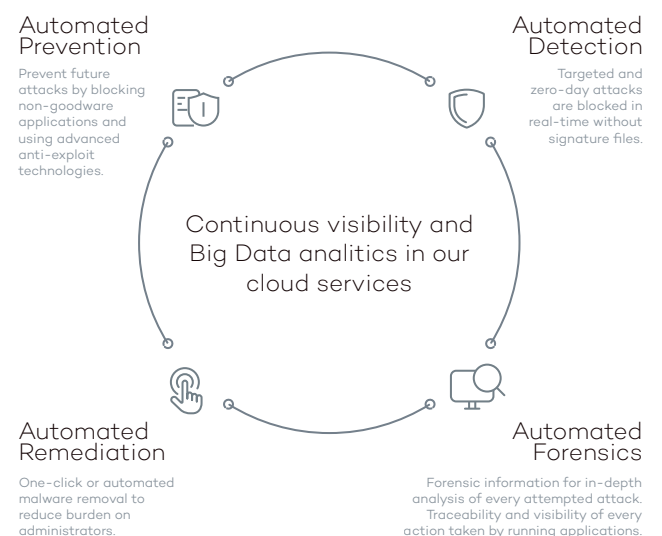 Automated
Prevention
Prevent future
attacks by blocking
non-goodware
applications and
using advanced
anti-exploit
technologies.
Automated
Detection
Targeted and
zero-day attacks
are blocked in
real-time without
signature files.
Continuous visibility and
Big Data analitics in our
cloud services
Automated
Remediation
One-click or automated
malware removal to
reduce burden on
administrators.
Automated
Forensics
Forensic information for in-depth
analysis of every attempted attack.
Traceability and visibility of every
action taken by running applications.